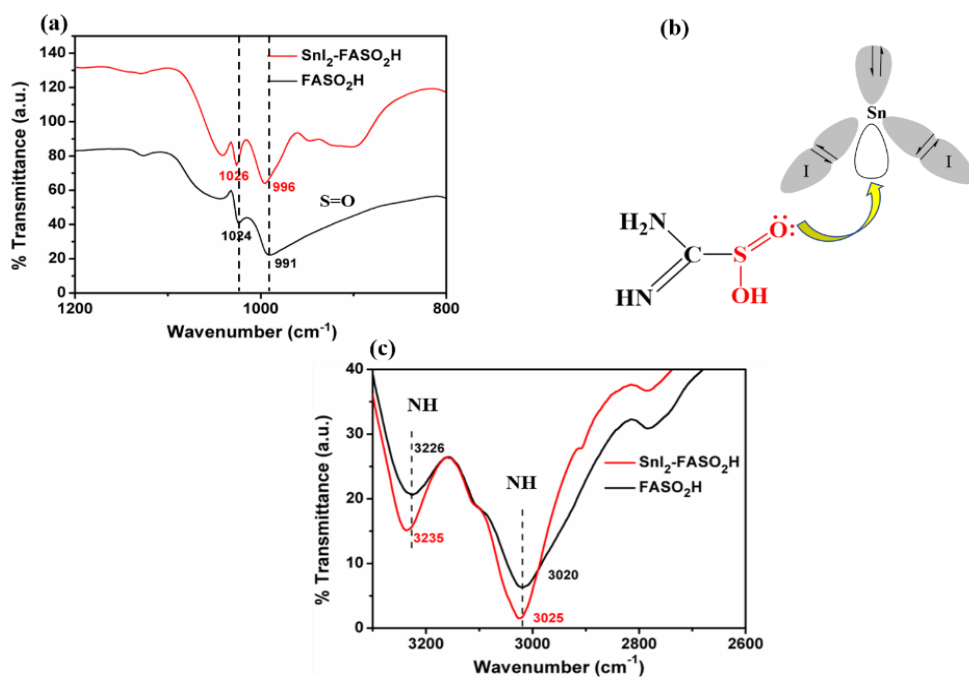 (a)
140
120
100
80
60
40
20
0
% Transmittance (a.u.)
SnI₂-FASO₂H
FASO₂H
1026
996
S=O
1024
991
1200
1000
800
Wavenumber (cm⁻¹)
(b)
Sn
I
I
H₂N
C
S
O
HN
OH
(c)
40
30
20
10
0
% Transmittance (a.u.)
NH
3226
NH
SnI₂-FASO₂H
FASO₂H
3235
3020
3025
3200
3000
2800
2600
Wavenumber (cm⁻¹)